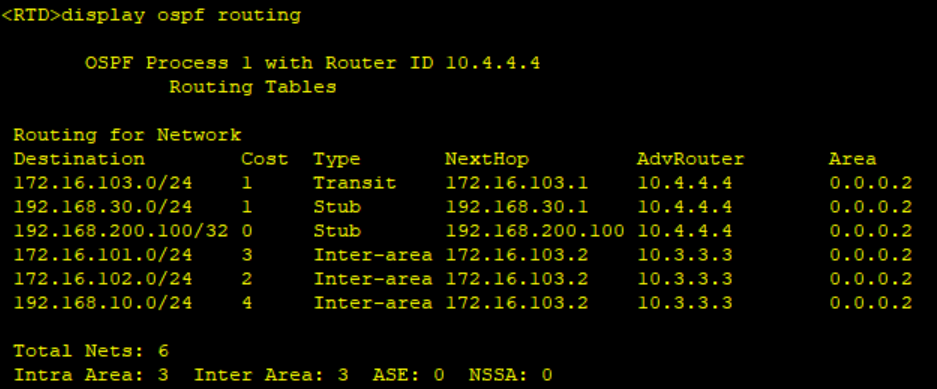 <RTD>display ospf routing
OSPF Process 1 with Router ID 10.4.4.4
Routing Tables
Routing for Network
Destination Cost Type NextHop AdvRouter Area
172.16.103.0/24 1 Transit 172.16.103.1 10.4.4.4 0.0.0.2
192.168.30.0/24 1 Stub 192.168.30.1 10.4.4.4 0.0.0.2
192.168.200.100/32 0 Stub 192.168.200.100 10.4.4.4 0.0.0.2
172.16.101.0/24 3 Inter-area 172.16.103.2 10.3.3.3 0.0.0.2
172.16.102.0/24 2 Inter-area 172.16.103.2 10.3.3.3 0.0.0.2
192.168.10.0/24 4 Inter-area 172.16.103.2 10.3.3.3 0.0.0.2
Total Nets: 6
Intra Area: 3 Inter Area: 3 ASE: 0 NSSA: 0